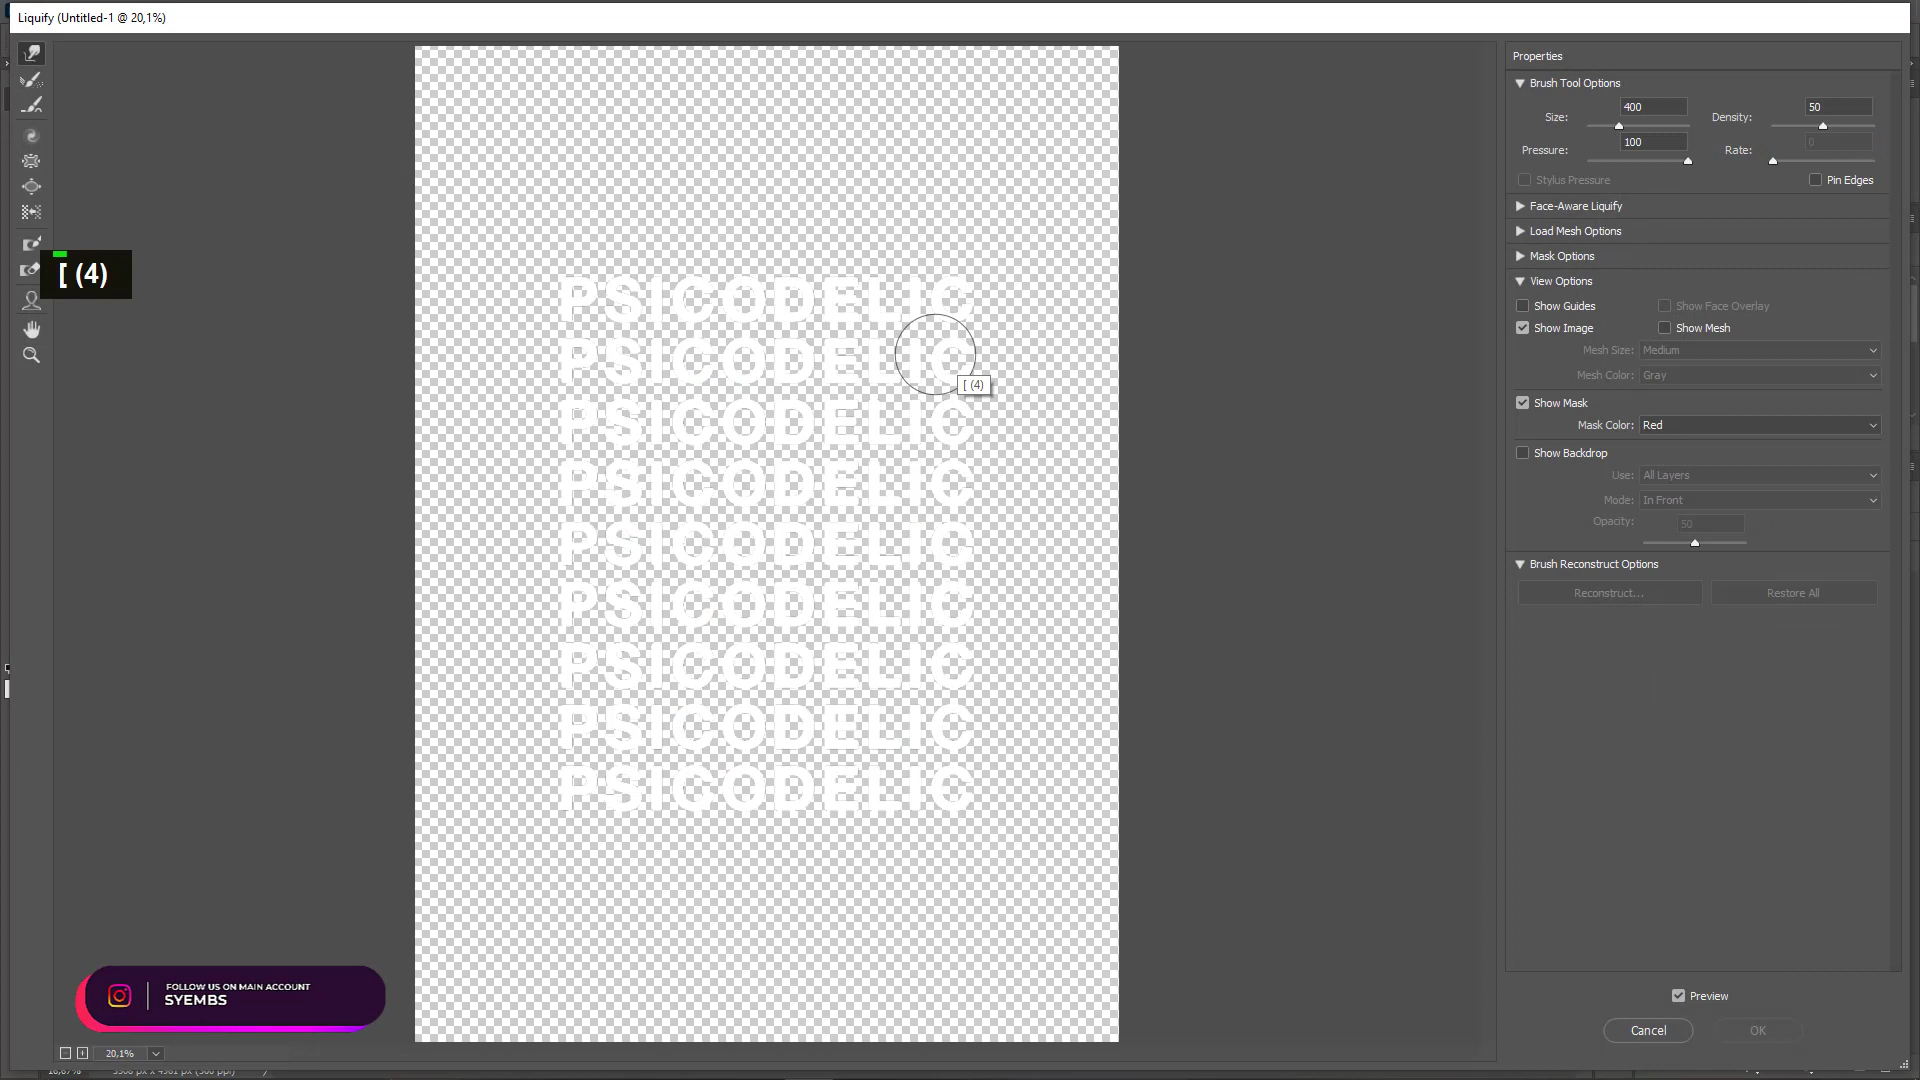 Liquify (Untitled-1 @ 20,1%)
Properties
Brush Tool Options
Size: 400
Density: 50
Pressure: 100
Rate: 0
Stylus Pressure
Pin Edges
Face-Aware Liquify
Load Mesh Options
Mask Options
View Options
Show Guides
Show Face Overlay
Show Image
Show Mesh
Mesh Size: Medium
Mesh Color: Gray
Show Mask
Mask Color: Red
Show Backdrop
Use: All Layers
Mode: In Front
Opacity: 50
Brush Reconstruct Options
Reconstruct...
Restore All
[ (4)
PSICODELIC
PSICODELIC
[ (4)
PSICODELIC
PSICODELIC
PSICODELIC
PSICODELIC
PSICODELIC
PSICODELIC
PSICODELIC
FOLLOW US ON MAIN ACCOUNT
SYEMBS
Preview
Cancel
OK
20,1%